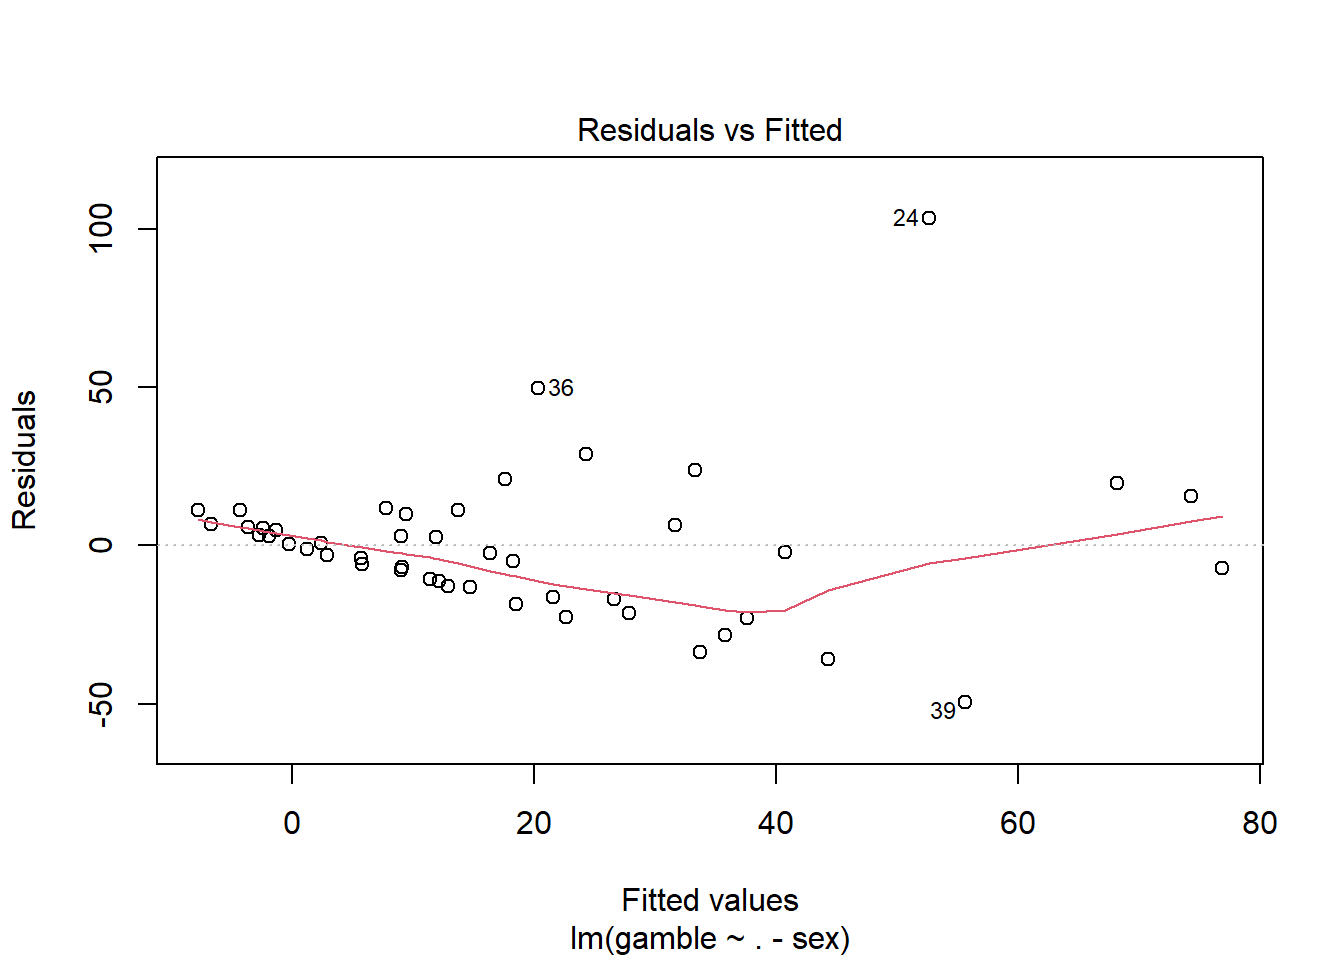 Residuals vs Fitted
Residuals
100
50
0
-50
24
36
39
0 20 40 60 80
Fitted values
lm(gamble ~ . - sex)